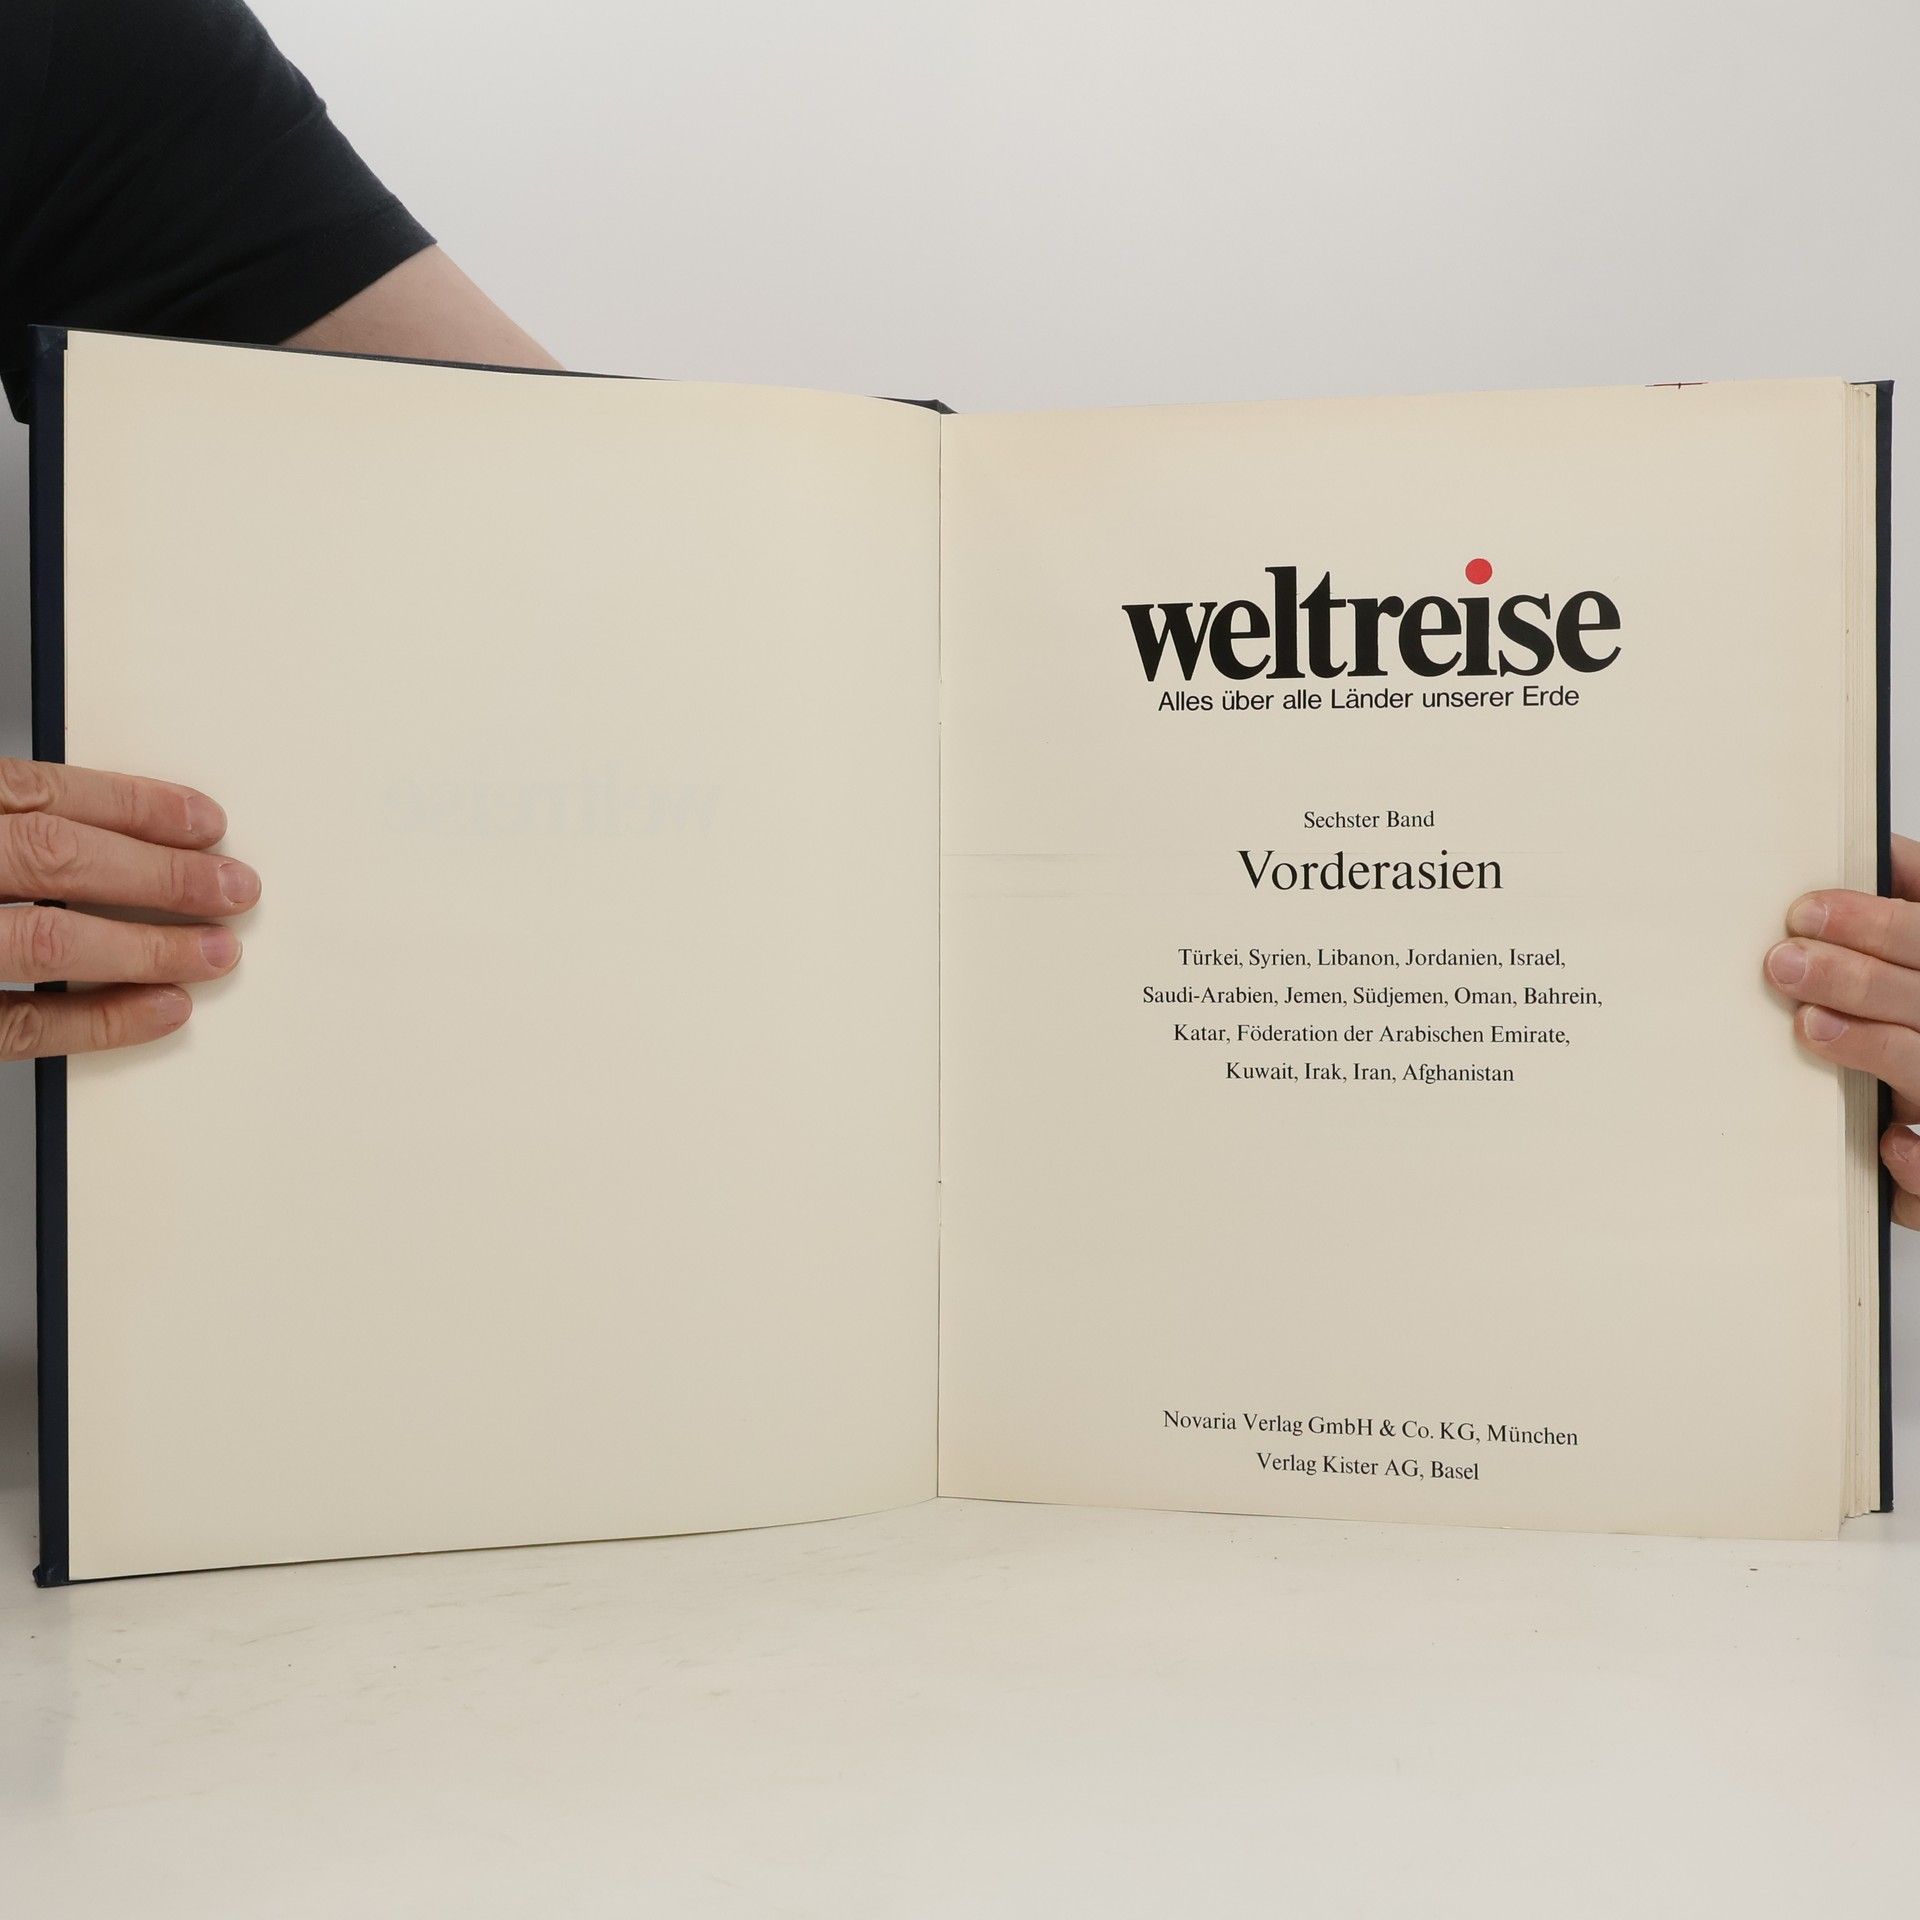 weltreise
Alles über alle Länder unserer Erde
Sechster Band
Vorderasien
Türkei, Syrien, Libanon, Jordanien, Israel,
Saudi-Arabien, Jemen, Südjemen, Oman, Bahrein,
Katar, Föderation der Arabischen Emirate,
Kuwait, Irak, Iran, Afghanistan
Novaria Verlag GmbH & Co. KG, München
Verlag Kister AG, Basel